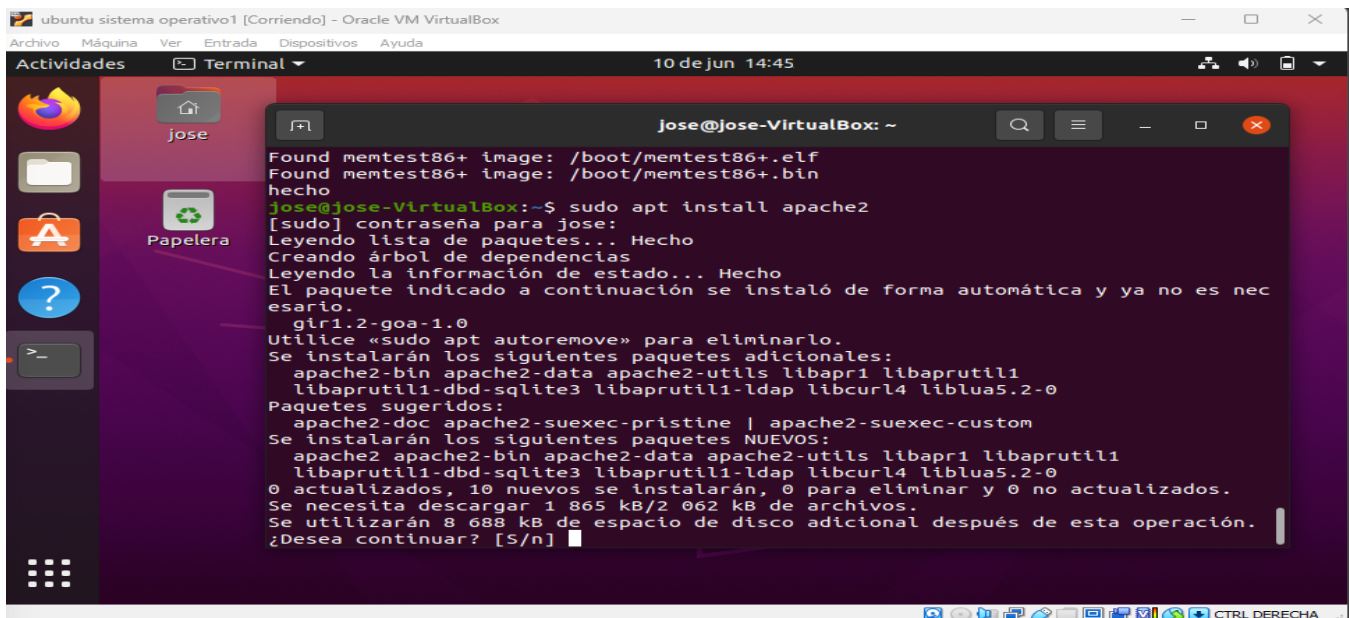 ubuntu sistema operativo1 [Corriendo] - Oracle VM VirtualBox
Archivo Máquina Ver Entrada Dispositivos Ayuda
Actividades Terminal 10 de jun 14:45
jose
Papelera
jose@jose-VirtualBox: ~
Found memtest86+ image: /boot/memtest86+.elf
Found memtest86+ image: /boot/memtest86+.bin
hecho
jose@jose-VirtualBox:~$ sudo apt install apache2
[sudo] contraseña para jose:
Leyendo lista de paquetes... Hecho
Creando árbol de dependencias
Leyendo la información de estado... Hecho
El paquete indicado a continuación se instaló de forma automática y ya no es nec
esario.
gir1.2-goa-1.0
Utilice «sudo apt autoremove» para eliminarlo.
Se instalarán los siguientes paquetes adicionales:
apache2-bin apache2-data apache2-utils libapr1 libaprutil1
libaprutil1-dbd-sqlite3 libaprutil1-ldap libcurl4 liblua5.2-0
Paquetes sugeridos:
apache2-doc apache2-suexec-pristine | apache2-suexec-custom
Se instalarán los siguientes paquetes NUEVOS:
apache2 apache2-bin apache2-data apache2-utils libapr1 libaprutil1
libaprutil1-dbd-sqlite3 libaprutil1-ldap libcurl4 liblua5.2-0
0 actualizados, 10 nuevos se instalarán, 0 para eliminar y 0 no actualizados.
Se necesita descargar 1 865 kB/2 062 kB de archivos.
Se utilizarán 8 688 kB de espacio de disco adicional después de esta operación.
¿Desea continuar? [S/n]
CTRL DERECHA